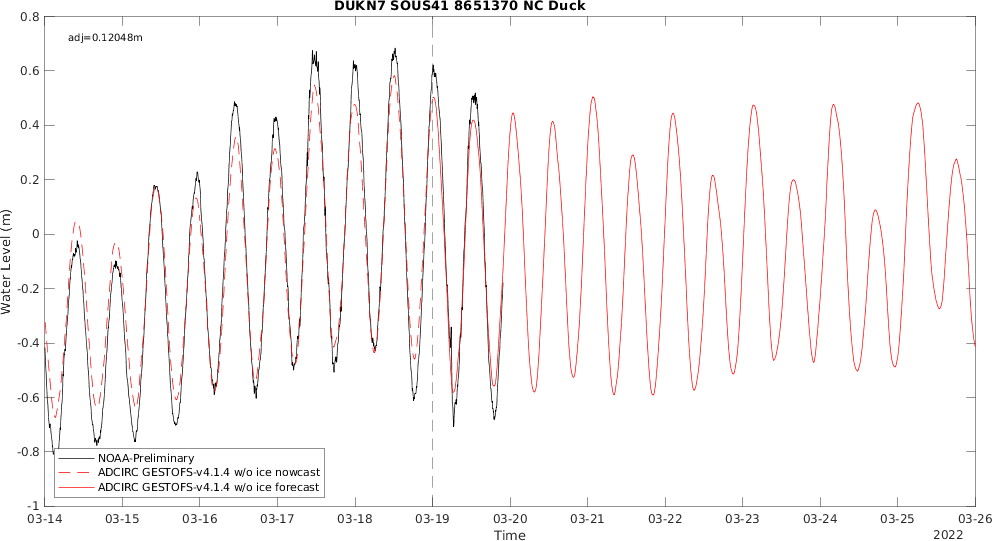 DUKN7 SOUS41 8651370 NC Duck
adj=0.12048m
0.8
0.6
0.4
0.2
0
-0.2
-0.4
-0.6
-0.8
-1
Water Level (m)
NOAA-Preliminary
ADCIRC GESTOFS-v4.1.4 w/o ice nowcast
ADCIRC GESTOFS-v4.1.4 w/o ice forecast
03-14 03-15 03-16 03-17 03-18 03-19 03-20 03-21 03-22 03-23 03-24 03-25 03-26
Time
2022